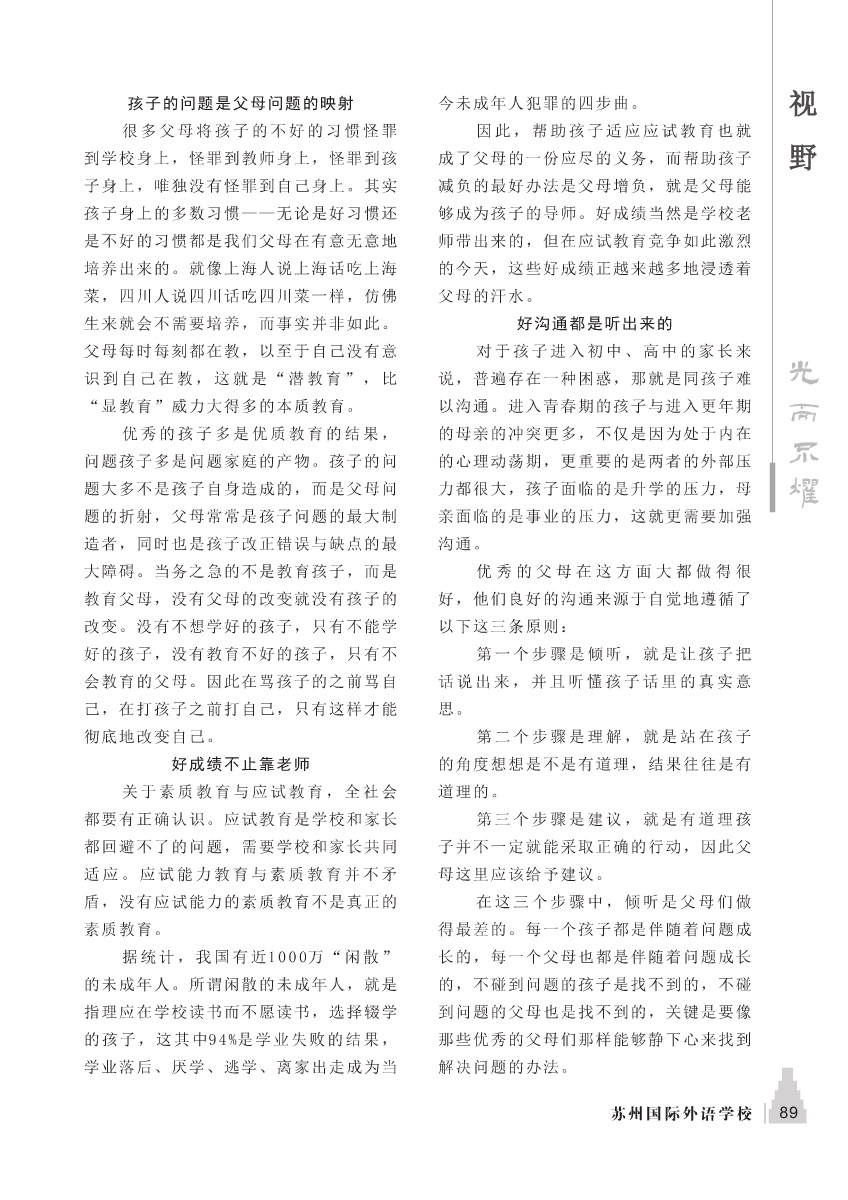 孩子的问题是父母问题的映射
很多父母将孩子的不好的习惯怪罪
到学校身上，怪罪到教师身上，怪罪到孩
子身上，唯独没有怪罪到自己身上。其实
孩子身上的多数习惯——无论是好习惯还
是不好的习惯都是我们父母在有意无意地
培养出来的。就像上海人说上海话吃上海
菜，四川人说四川话吃四川菜一样，仿佛
生来就会不需要培养，而事实并非如此。
父母每时每刻都在教，以至于自己没有意
识到自己在教，这就是“潜教育”，比
“显教育”威力大得多的本质教育。
优秀的孩子多是优质教育的结果，
问题孩子多是问题家庭的产物。孩子的问
题大多不是孩子自身造成的，而是父母问
题的折射，父母常常是孩子问题的最大制
造者，同时也是孩子改正错误与缺点的最
大障碍。当务之急的不是教育孩子，而是
教育父母，没有父母的改变就没有孩子的
改变。没有不想学好的孩子，只有不能学
好的孩子，没有教育不好的孩子，只有不
会教育的父母。因此在骂孩子的之前骂自
己，在打孩子之前打自己，只有这样才能
彻底地改变自己。
好成绩不止靠老师
关于素质教育与应试教育，全社会
都要有正确认识。应试教育是学校和家长
都回避不了的问题，需要学校和家长共同
适应。应试能力教育与素质教育并不矛
盾，没有应试能力的素质教育不是真正的
素质教育。
据统计，我国有近1000万“闲散”
的未成年人。所谓闲散的未成年人，就是
指理应在学校读书而不愿读书，选择辍学
的孩子，这其中94%是学业失败的结果，
学业落后、厌学、逃学、离家出走成为当
今未成年人犯罪的四步曲。
因此，帮助孩子适应应试教育也就
成了父母的一份应尽的义务，而帮助孩子
减负的最好办法是父母增负，就是父母能
够成为孩子的导师。好成绩当然是学校老
师带出来的，但在应试教育竞争如此激烈
的今天，这些好成绩正越来越多地浸透着
父母的汗水。
好沟通都是听出来的
对于孩子进入初中、高中的家长来
说，普遍存在一种困惑，那就是同孩子难
以沟通。进入青春期的孩子与进入更年期
的母亲的冲突更多，不仅是因为处于内在
的心理动荡期，更重要的是两者的外部压
力都很大，孩子面临的是升学的压力，母
亲面临的是事业的压力，这就更需要加强
沟通。
优秀的父母在这方面大都做得很
好，他们良好的沟通来源于自觉地遵循了
以下这三条原则：
第一个步骤是倾听，就是让孩子把
话说出来，并且听懂孩子话里的真实意
思。
第二个步骤是理解，就是站在孩子
的角度想想是不是有道理，结果往往是有
道理的。
第三个步骤是建议，就是有道理孩
子并不一定就能采取正确的行动，因此父
母这里应该给予建议。
在这三个步骤中，倾听是父母们做
得最差的。每一个孩子都是伴随着问题成
长的，每一个父母也都是伴随着问题成长
的，不碰到问题的孩子是找不到的，不碰
到问题的父母也是找不到的，关键是要像
那些优秀的父母们那样能够静下心来找到
解决问题的办法。
视野
光而不耀
苏州国际外语学校
89